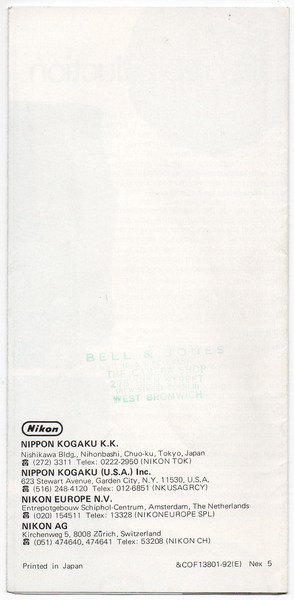 BELL & JONES
WEST BROMWICH
Nikon
NIPPON KOGAKU K.K.
Nishikawa Bldg., Nihonbashi, Chuo-ku, Tokyo, Japan
☎ (272) 3311 Telex: 0222-2950 (NIKON TOK)
NIPPON KOGAKU (U.S.A.) Inc.
623 Stewart Avenue, Garden City, N.Y. 11530, U.S.A.
☎ (516) 248-4120 Telex: 012-6851 (NKUSAGRCY)
NIKON EUROPE N.V.
Entrepotgebouw Schiphol-Centrum, Amsterdam, The Netherlands
☎ (020) 154511 Telex: 13328 (NIKONEUROPE SPL)
NIKON AG
Kirchenweg 5, 8008 Zürich, Switzerland
☎ (051) 474640, 474641 Telex: 53208 (NIKON CH)
Printed in Japan &COF13801-92(E) Nex 5